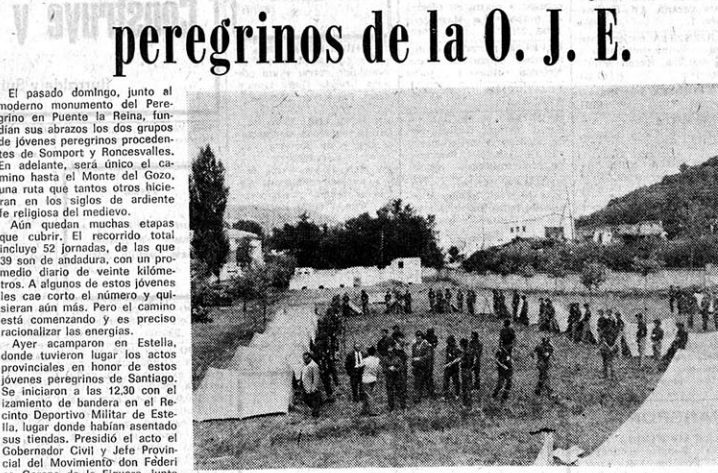 peregrinos de la O. J. E.
El pasado domingo, junto al
moderno monumento del Pere-
grino en Puente la Reina, fun-
dían sus abrazos los dos grupos
de jóvenes peregrinos proceden-
tes de Somport y Roncesvalles.
En adelante, será único el ca-
mino hasta el Monte del Gozo,
una ruta que tantos otros hicie-
ran en los siglos de ardiente
fe religiosa del medievo.
Aún quedan muchas etapas
que cubrir. El recorrido total
incluye 52 jornadas, de las que
39 son de andadura, con un pro-
medio diario de veinte kilóme-
tros. A algunos de estos jóvenes
les cae corto el número y qui-
sieran aún más. Pero el camino
está comenzando y es preciso
racionalizar las energías.
Ayer acamparon en Estella,
donde tuvieron lugar los actos
provinciales en honor de estos
jóvenes peregrinos de Santiago.
Se iniciaron a las 12,30 con el
izamiento de bandera en el Re-
cinto Deportivo Militar de Este-
lla, lugar donde habían asentado
sus tiendas. Presidió el acto el
Gobernador Civil y Jefe Provin-
cial del Movimiento don Federi